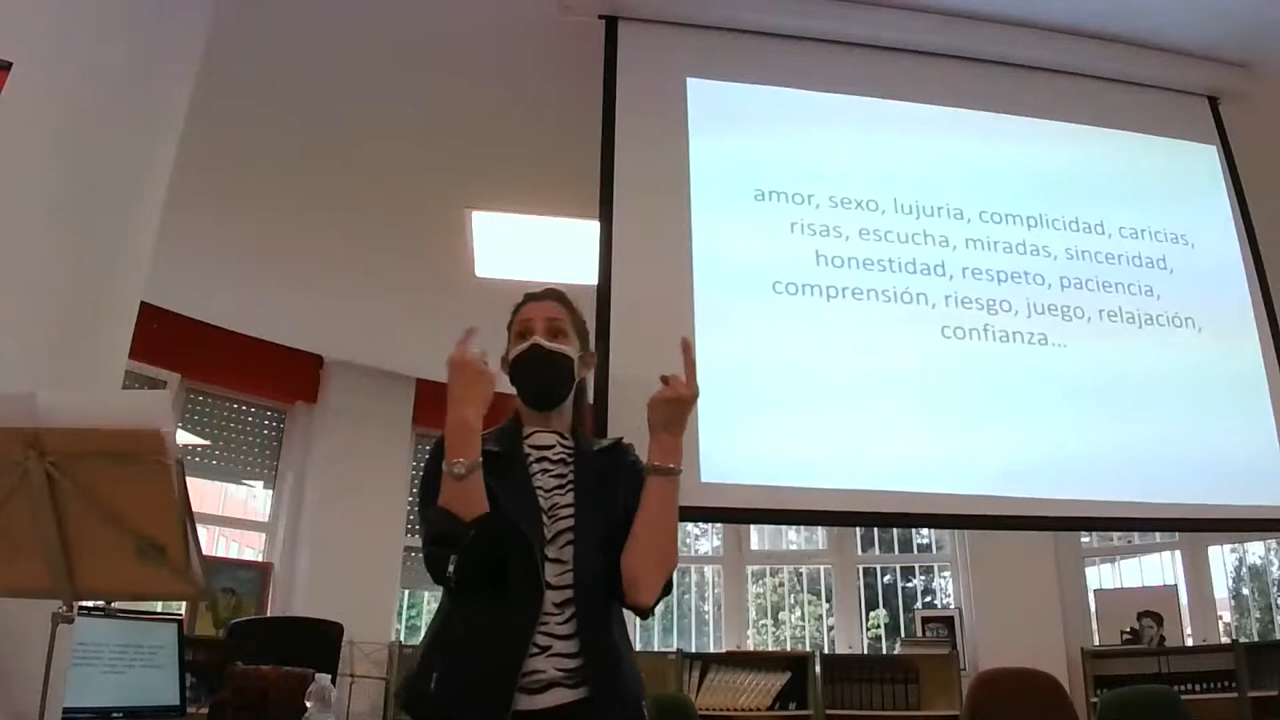 amor, sexo, lujuria, complicidad, caricias,
risas, escucha, miradas, sinceridad,
honestidad, respeto, paciencia,
comprensión, riesgo, juego, relajación,
confianza...